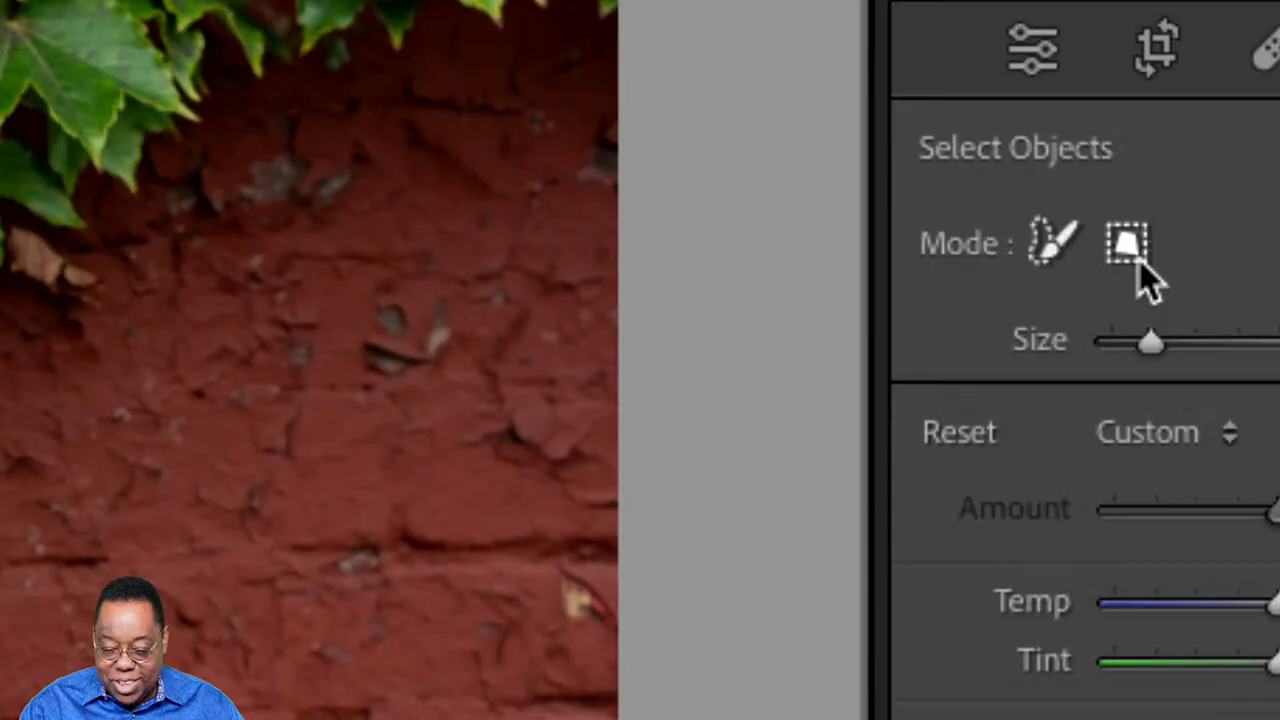 Select Objects
Mode :
Size
Reset Custom
Amount
Temp
Tint